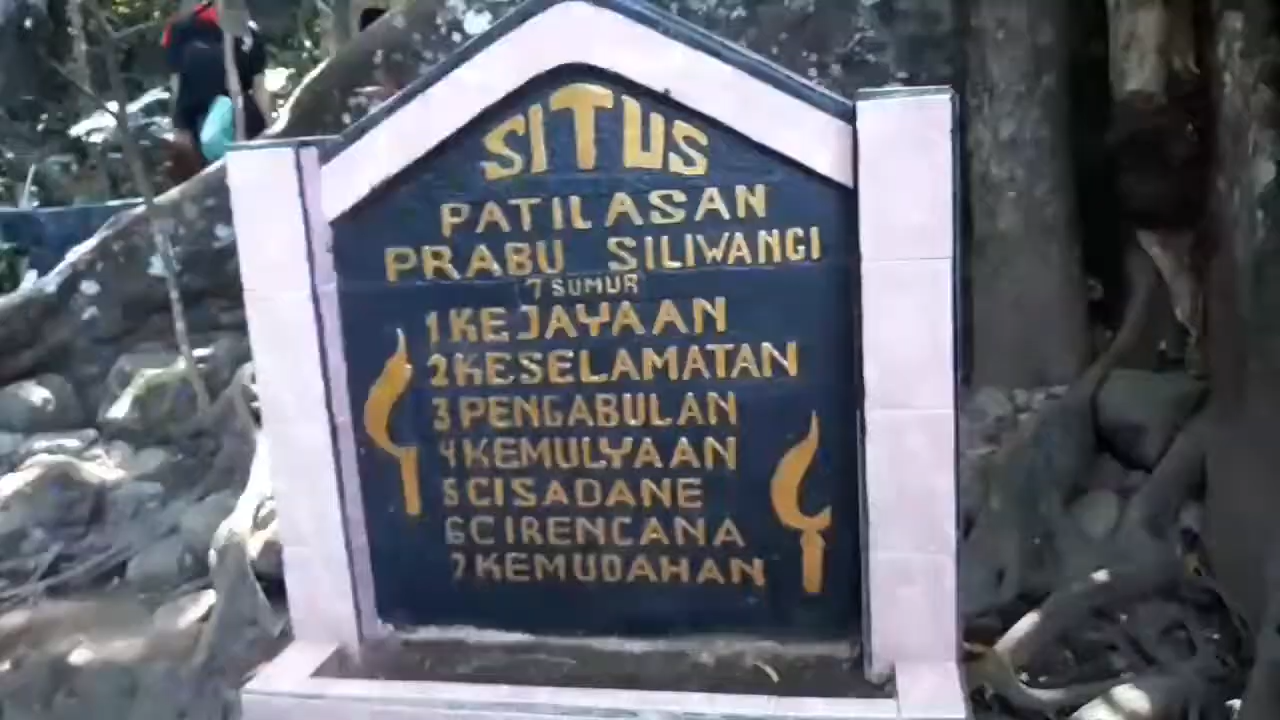 SITUS
PATILASAN
PRABU SILIWANGI
7 SUMUR
1 KEJAYAAN
2 KESELAMATAN
3 PENGABULAN
4 KEMULYAAN
5 CISADANE
6 CIRENCANA
7 KEMUDAHAN